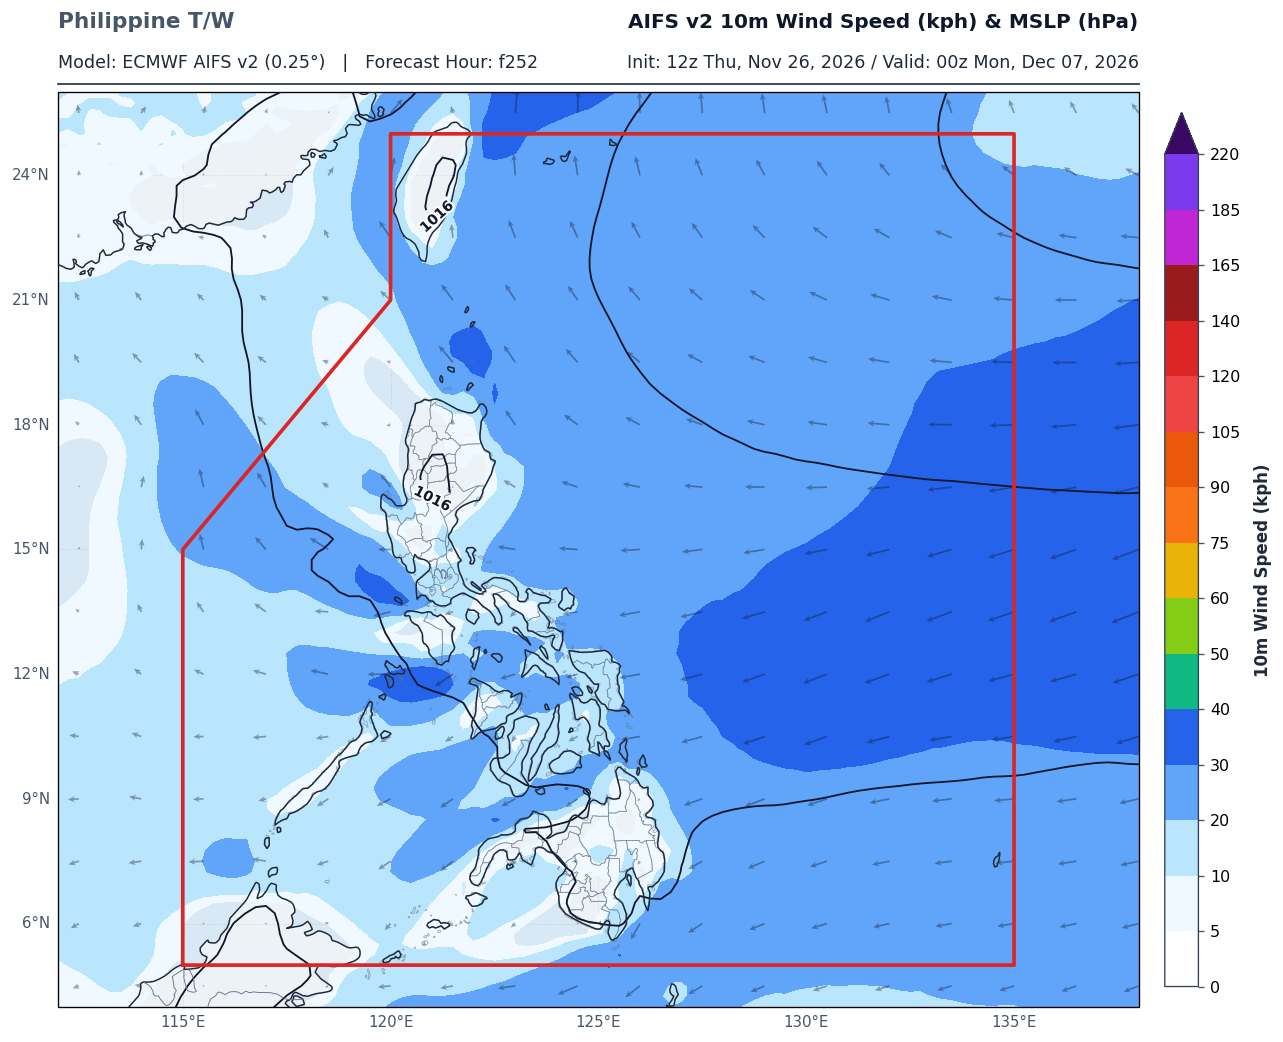 Philippine T/W
AIFS v2 10m Wind Speed (kph) & MSLP (hPa)
Model: ECMWF AIFS v2 (0.25°) | Forecast Hour: f252
Init: 12z Thu, Nov 26, 2026 / Valid: 00z Mon, Dec 07, 2026
24°N
21°N
18°N
15°N
12°N
9°N
6°N
1016
1016
115°E
120°E
125°E
130°E
135°E
220
185
165
140
120
105
90
75
60
50
40
30
20
10
5
0
10m Wind Speed (kph)